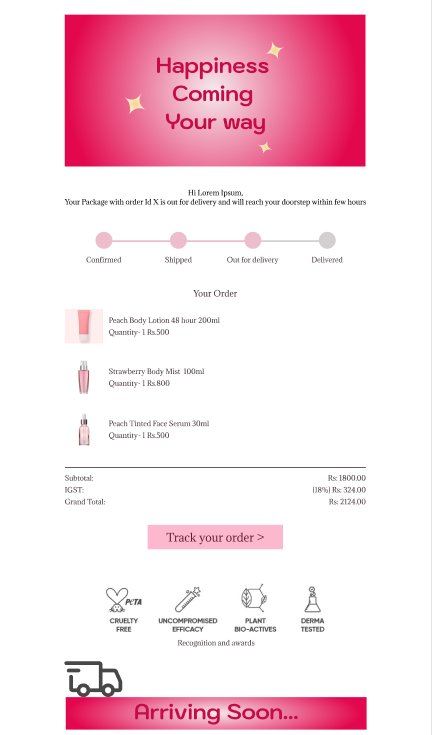 Happiness
Coming
Your way
Hi Lorem Ipsum,
Your Package with order Id X is out for delivery and will reach your doorstep within few hours
Confirmed Shipped Out for delivery Delivered
Your Order
Peach Body Lotion 48 hour 200ml
Quantity- 1 Rs.500
Strawberry Body Mist 100ml
Quantity- 1 Rs.800
Peach Tinted Face Serum 30ml
Quantity- 1 Rs.500
Subtotal: Rs: 1800.00
IGST: (18%) Rs: 324.00
Grand Total: Rs: 2124.00
Track your order >
PETA
CRUELTY FREE
UNCOMPROMISED EFFICACY
PLANT BIO-ACTIVES
DERMA TESTED
Recognition and awards
Arriving Soon...